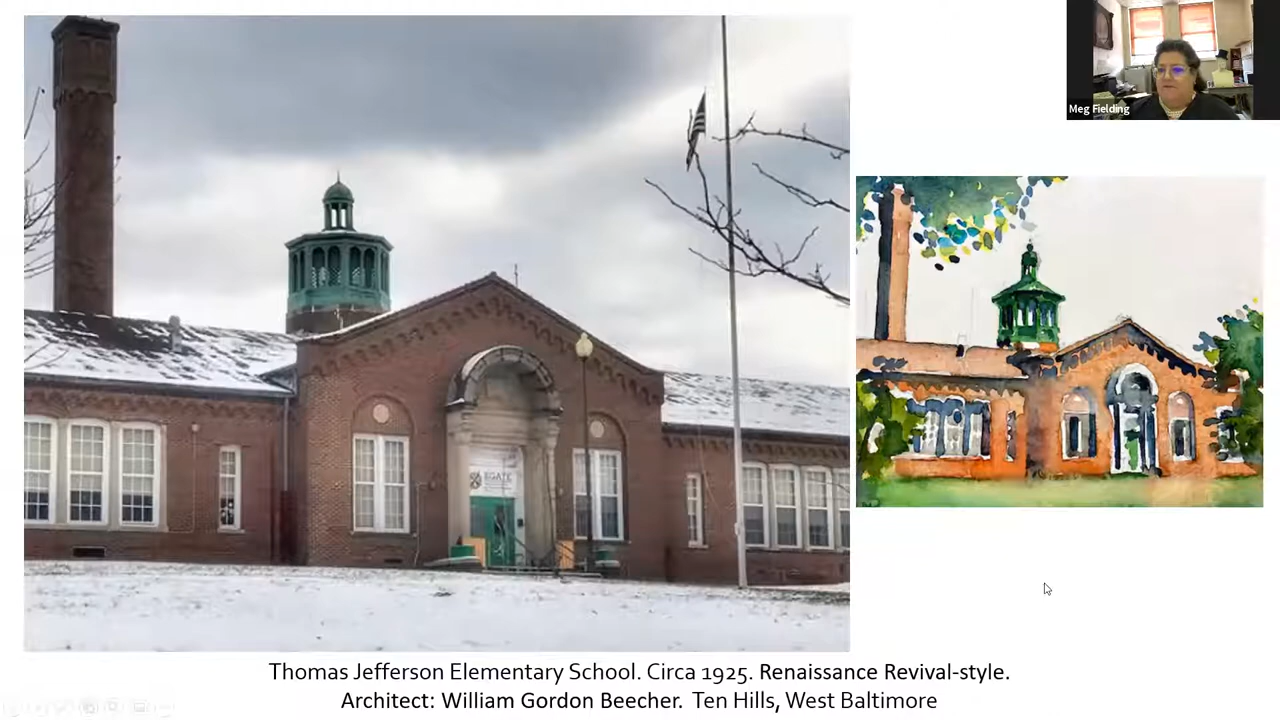 Meg Fielding
EGATE
Thomas Jefferson Elementary School. Circa 1925. Renaissance Revival-style.
Architect: William Gordon Beecher. Ten Hills, West Baltimore